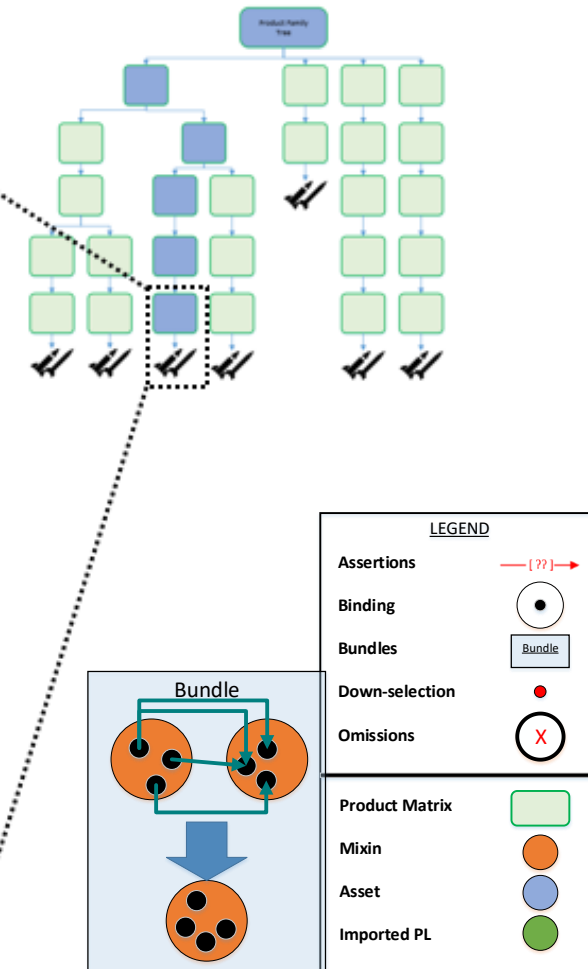 Product Family
Tree
LEGEND
Assertions
[ ?? ]
Binding
Bundles
Bundle
Down-selection
Omissions
X
Bundle
Product Matrix
Mixin
Asset
Imported PL